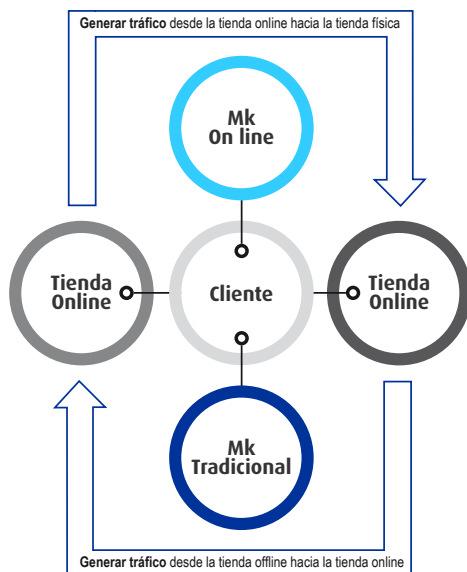 Generar tráfico desde la tienda online hacia la tienda física
Mk
On line
Tienda
Online
Cliente
Tienda
Online
Mk
Tradicional
Generar tráfico desde la tienda offline hacia la tienda online